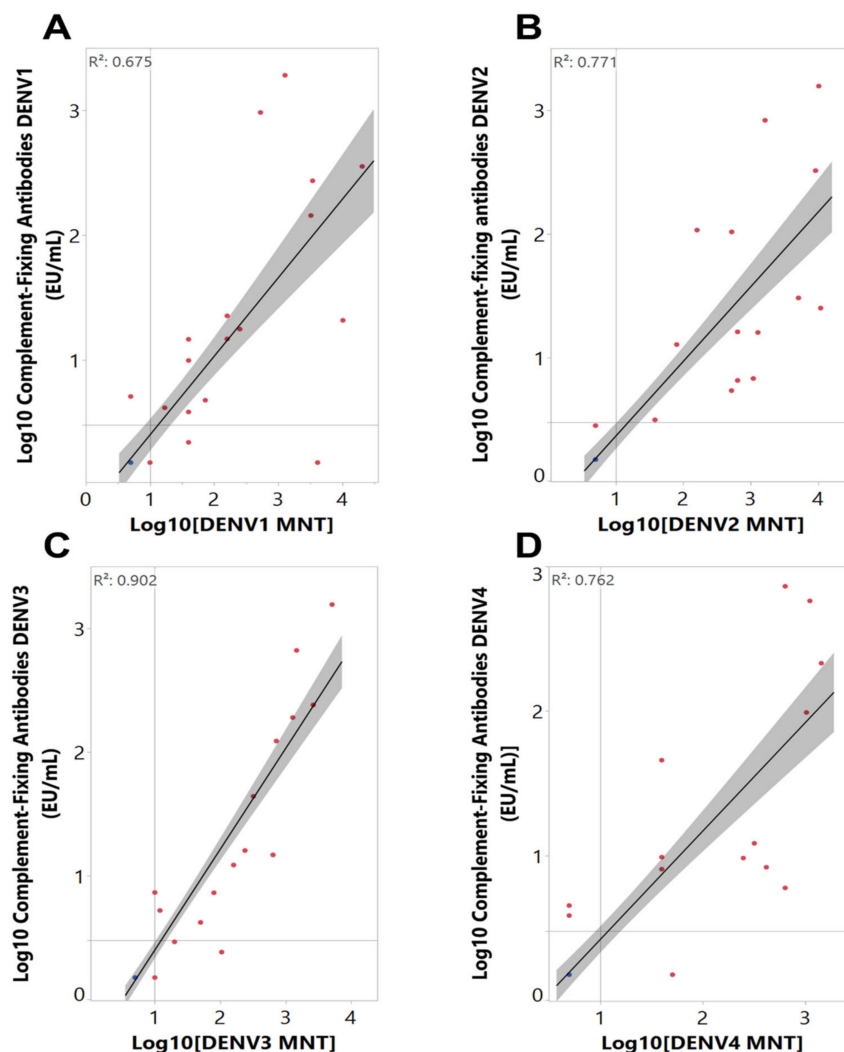 A
Log10 Complement-Fixing Antibodies DENV1
(EU/mL)
R²: 0.675
3
2
1
0 1 2 3 4
Log10[DENV1 MNT]
B
Log10 Complement-fixing antibodies DENV2
(EU/mL)
R²: 0.771
3
2
1
0
1 2 3 4
Log10[DENV2 MNT]
C
Log10 Complement-Fixing Antibodies DENV3
(EU/mL)
R²: 0.902
3
2
1
0
1 2 3 4
Log10[DENV3 MNT]
D
Log10 Complement-Fixing Antibodies DENV4
(EU/mL)]
R²: 0.762
3
2
1
0
1 2 3
Log10[DENV4 MNT]